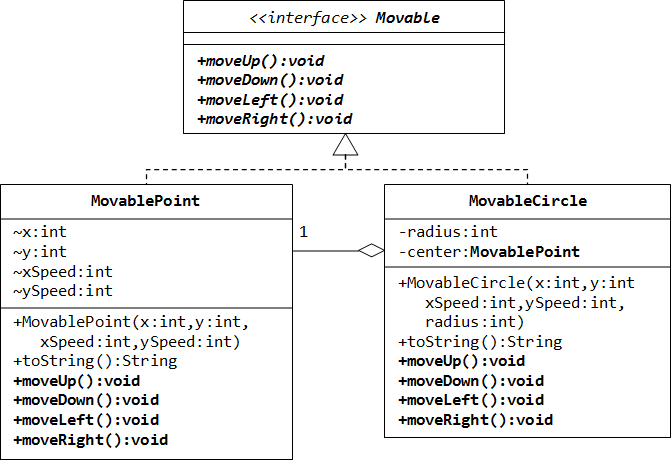 <<interface>> Movable
+moveUp():void
+moveDown():void
+moveLeft():void
+moveRight():void
MovablePoint
~x:int
~y:int
~xSpeed:int
~ySpeed:int
+MovablePoint(x:int,y:int,
xSpeed:int,ySpeed:int)
+toString():String
+moveUp():void
+moveDown():void
+moveLeft():void
+moveRight():void
1
MovableCircle
-radius:int
-center:MovablePoint
+MovableCircle(x:int,y:int
xSpeed:int,ySpeed:int,
radius:int)
+toString():String
+moveUp():void
+moveDown():void
+moveLeft():void
+moveRight():void